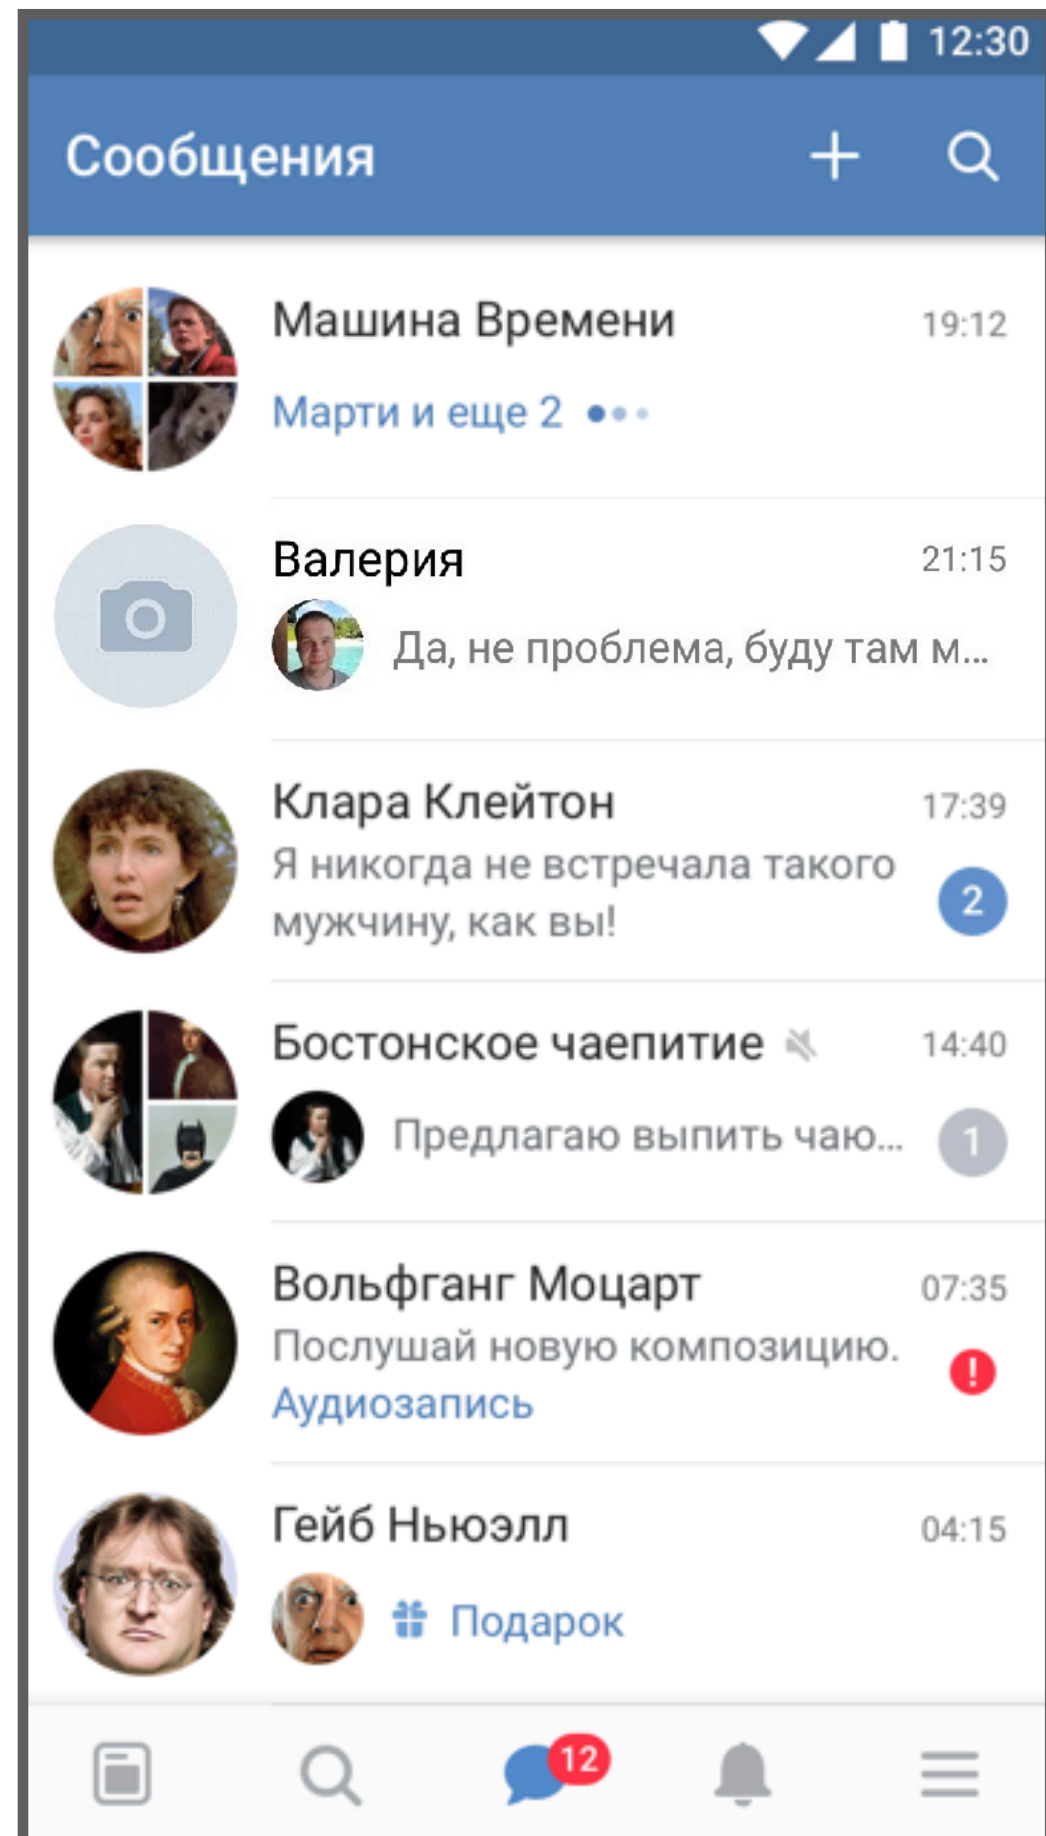 12:30
Сообщения
Машина Времени 19:12
Марти и еще 2
Валерия 21:15
Да, не проблема, буду там м...
Клара Клейтон 17:39
Я никогда не встречала такого
мужчину, как вы!
2
Бостонское чаепитие 14:40
Предлагаю выпить чаю... 1
Вольфганг Моцарт 07:35
Послушай новую композицию.
!
Аудиозапись
Гейб Ньюэлл 04:15
Подарок
12